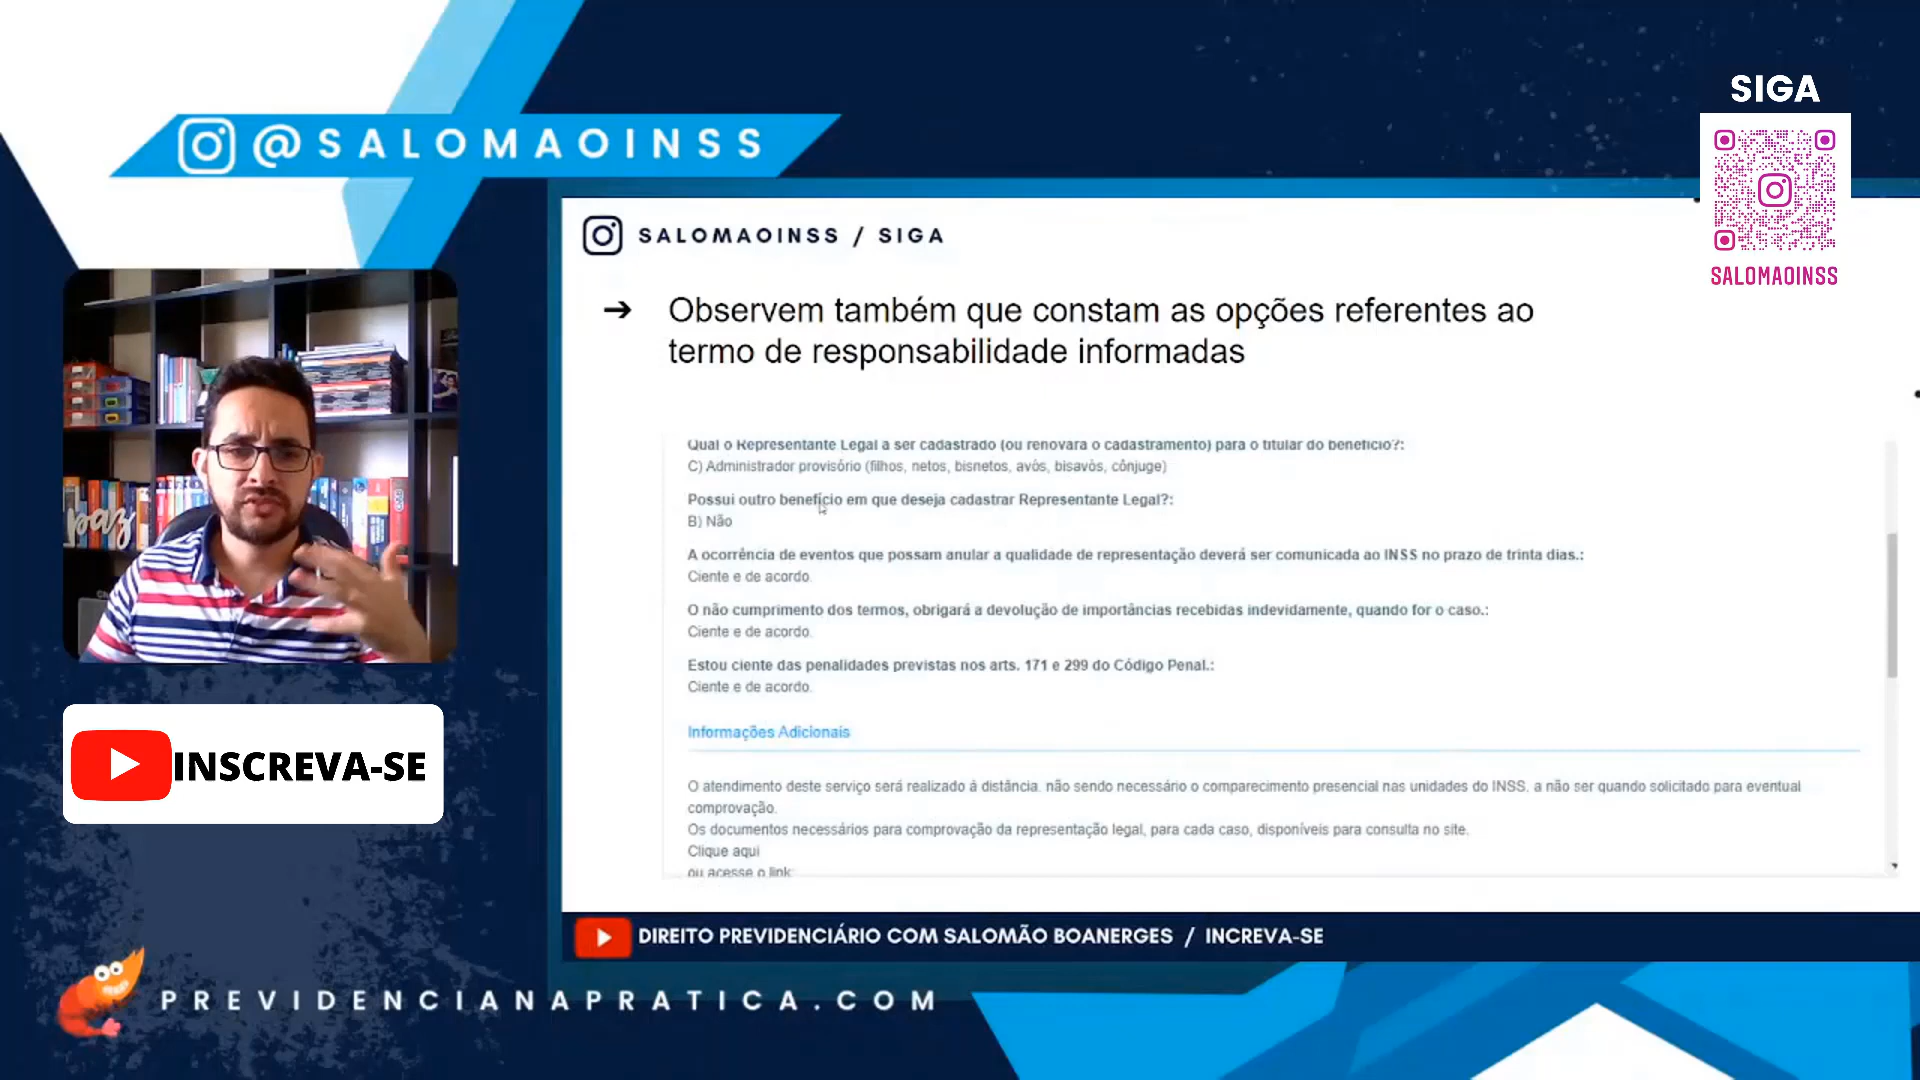 @SALOMAOINSS
SIGA
SALOMAOINSS
SALOMAOINSS / SIGA
➔ Observem também que constam as opções referentes ao
termo de responsabilidade informadas
Qual o Representante Legal a ser cadastrado (ou renovará o cadastramento) para o titular do benefício?:
C) Administrador provisório (filhos, netos, bisnetos, avós, bisavós, cônjuge)
Possui outro benefício em que deseja cadastrar Representante Legal?:
B) Não
A ocorrência de eventos que possam anular a qualidade de representação deverá ser comunicada ao INSS no prazo de trinta dias.:
Ciente e de acordo.
O não cumprimento dos termos, obrigará a devolução de importâncias recebidas indevidamente, quando for o caso.:
Ciente e de acordo.
Estou ciente das penalidades previstas nos arts. 171 e 299 do Código Penal.:
Ciente e de acordo.
Informações Adicionais
O atendimento deste serviço será realizado à distância, não sendo necessário o comparecimento presencial nas unidades do INSS, a não ser quando solicitado para eventual
comprovação.
Os documentos necessários para comprovação da representação legal, para cada caso, disponíveis para consulta no site.
Clique aqui
ou acesse o link:
paz
INSCREVA-SE
DIREITO PREVIDENCIÁRIO COM SALOMÃO BOANERGES / INCREVA-SE
PREVIDENCIANAPRATICA.COM